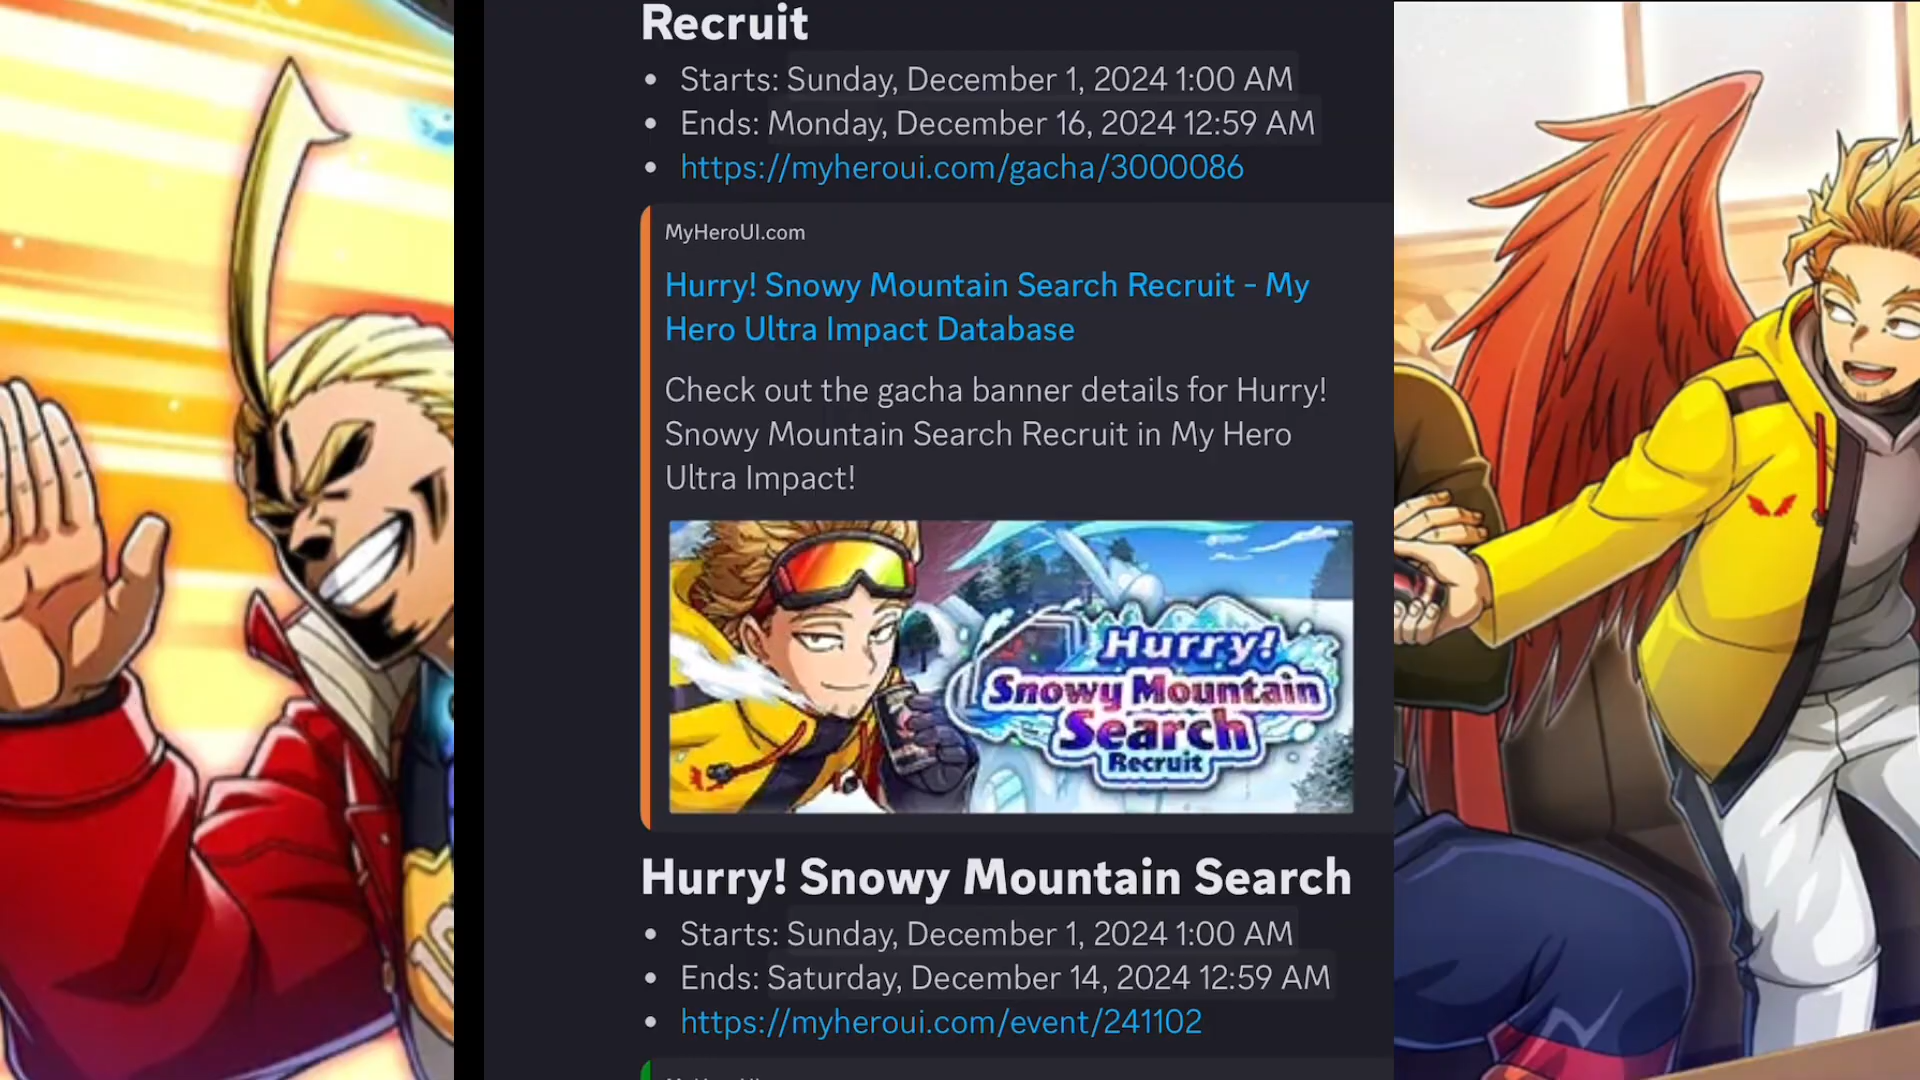 Recruit
• Starts: Sunday, December 1, 2024 1:00 AM
• Ends: Monday, December 16, 2024 12:59 AM
• https://myheroui.com/gacha/3000086
MyHeroUI.com
Hurry! Snowy Mountain Search Recruit - My
Hero Ultra Impact Database
Check out the gacha banner details for Hurry!
Snowy Mountain Search Recruit in My Hero
Ultra Impact!
Hurry!
Snowy Mountain
Search
Recruit
Hurry! Snowy Mountain Search
• Starts: Sunday, December 1, 2024 1:00 AM
• Ends: Saturday, December 14, 2024 12:59 AM
• https://myheroui.com/event/241102